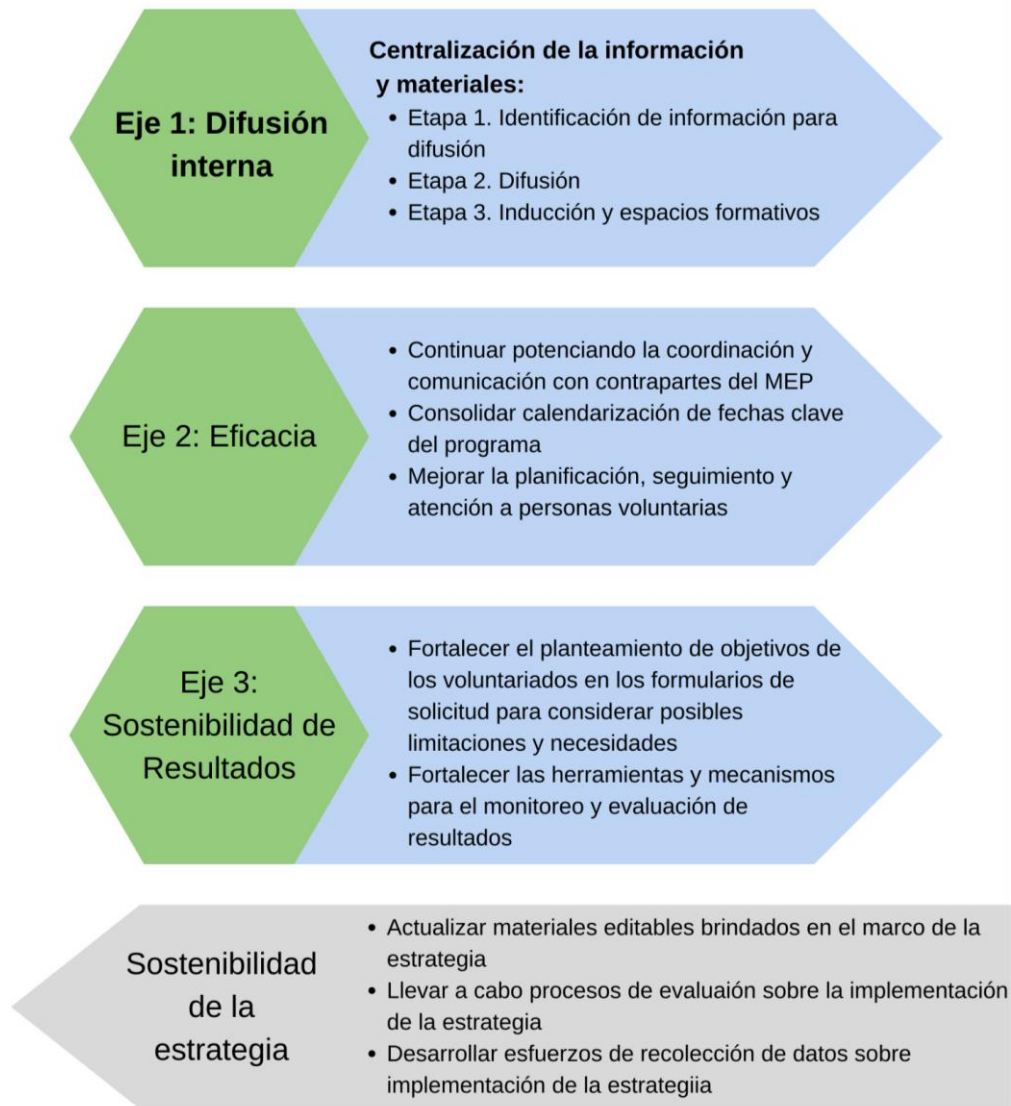 Eje 1: Difusión
interna
Centralización de la información
y materiales:
• Etapa 1. Identificación de información para
difusión
• Etapa 2. Difusión
• Etapa 3. Inducción y espacios formativos
Eje 2: Eficacia
• Continuar potenciando la coordinación y
comunicación con contrapartes del MEP
• Consolidar calendarización de fechas clave
del programa
• Mejorar la planificación, seguimiento y
atención a personas voluntarias
Eje 3:
Sostenibilidad de
Resultados
• Fortalecer el planteamiento de objetivos de
los voluntariados en los formularios de
solicitud para considerar posibles
limitaciones y necesidades
• Fortalecer las herramientas y mecanismos
para el monitoreo y evaluación de
resultados
Sostenibilidad
de la
estrategia
• Actualizar materiales editables brindados en el marco de la
estrategia
• Llevar a cabo procesos de evaluaión sobre la implementación
de la estrategia
• Desarrollar esfuerzos de recolección de datos sobre
implementación de la estrategiia